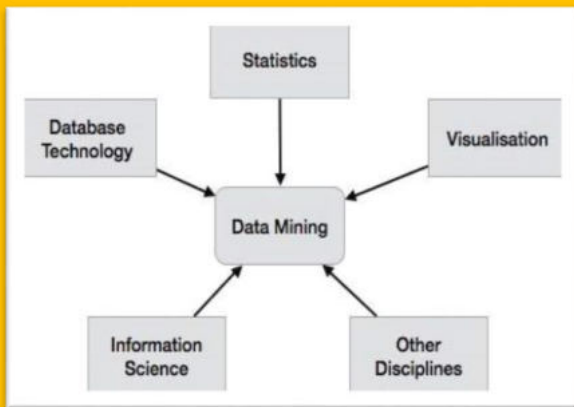 Statistics
Database
Technology
Visualisation
Data Mining
Information
Science
Other
Disciplines